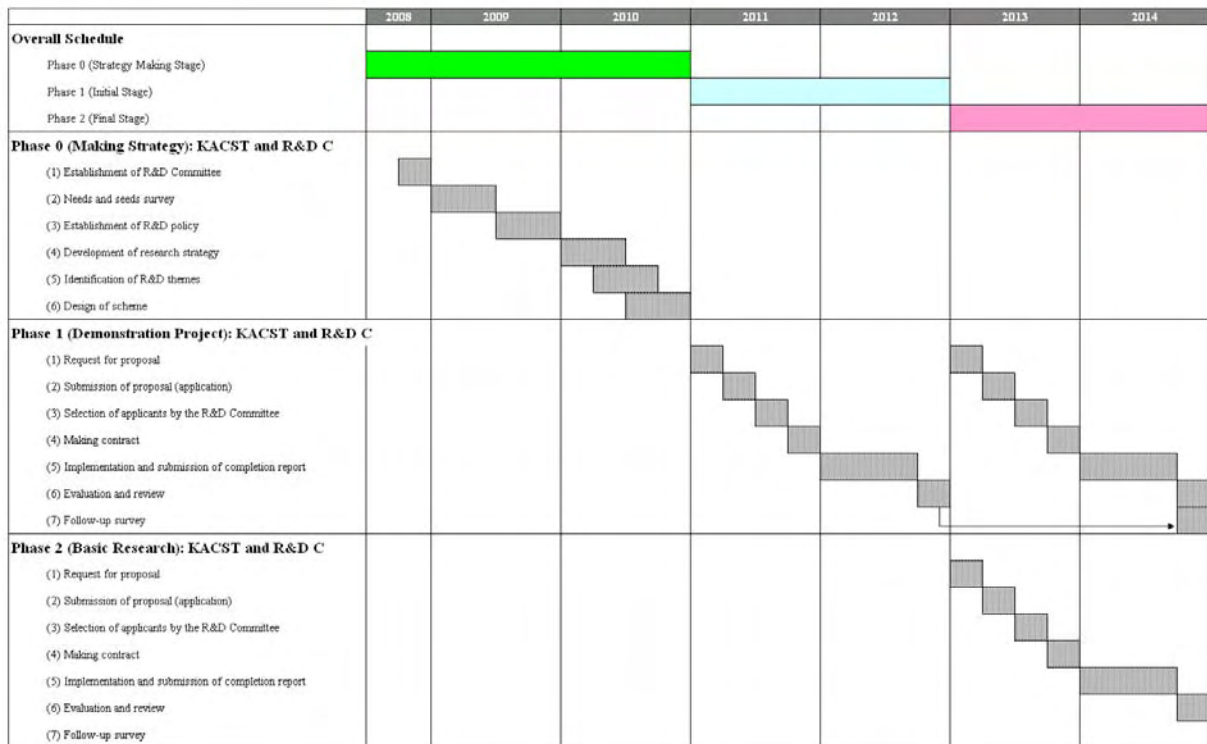 2008 2009 2010 2011 2012 2013 2014
Overall Schedule
Phase 0 (Strategy Making Stage)
Phase 1 (Initial Stage)
Phase 2 (Final Stage)
Phase 0 (Making Strategy): KACST and R&D C
(1) Establishment of R&D Committee
(2) Needs and seeds survey
(3) Establishment of R&D policy
(4) Development of research strategy
(5) Identification of R&D themes
(6) Design of scheme
Phase 1 (Demonstration Project): KACST and R&D C
(1) Request for proposal
(2) Submission of proposal (application)
(3) Selection of applicants by the R&D Committee
(4) Making contract
(5) Implementation and submission of completion report
(6) Evaluation and review
(7) Follow-up survey
Phase 2 (Basic Research): KACST and R&D C
(1) Request for proposal
(2) Submission of proposal (application)
(3) Selection of applicants by the R&D Committee
(4) Making contract
(5) Implementation and submission of completion report
(6) Evaluation and review
(7) Follow-up survey